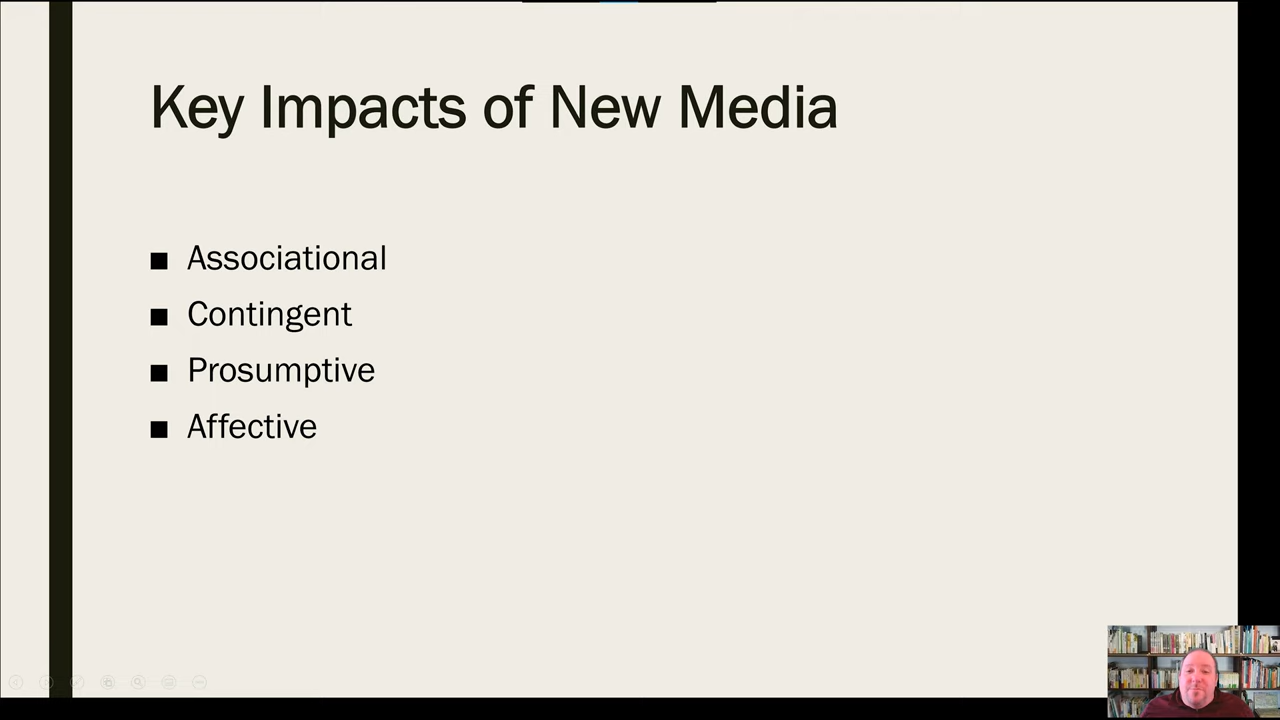 Key Impacts of New Media
■ Associational
■ Contingent
■ Prosumptive
■ Affective